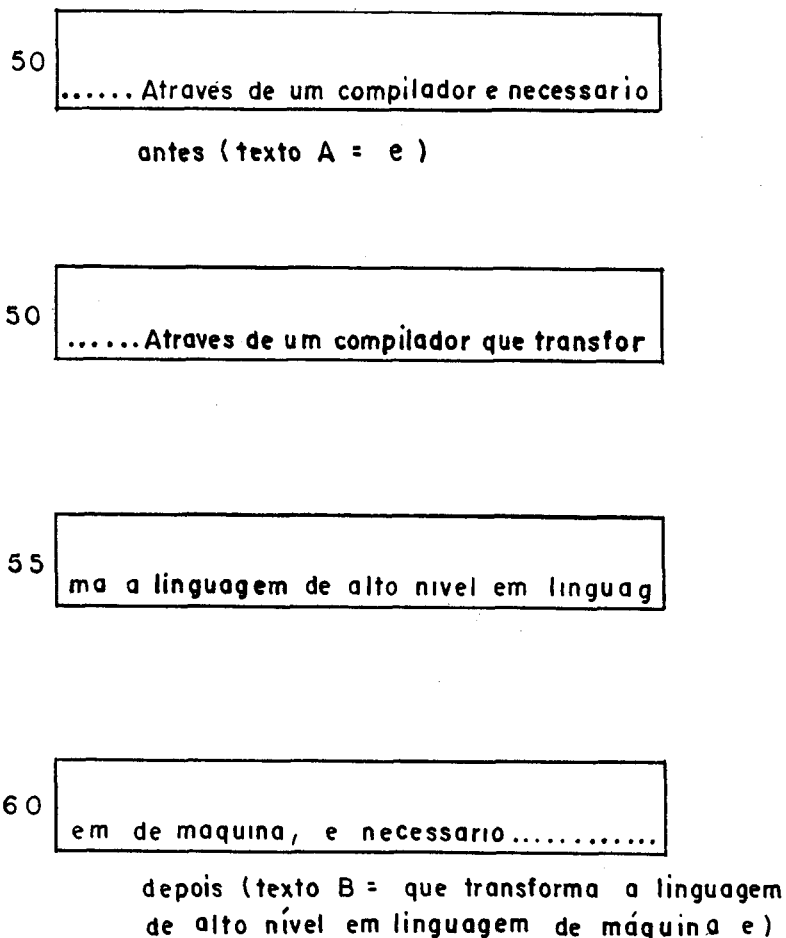 50
...... Através de um compilador e necessario
antes (texto A = e )
50
......Atraves de um compilador que transfor
55
ma a linguagem de alto nivel em linguag
60
em de maquina, e necessario............
depois (texto B = que transforma a linguagem
de alto nível em linguagem de máquina e)